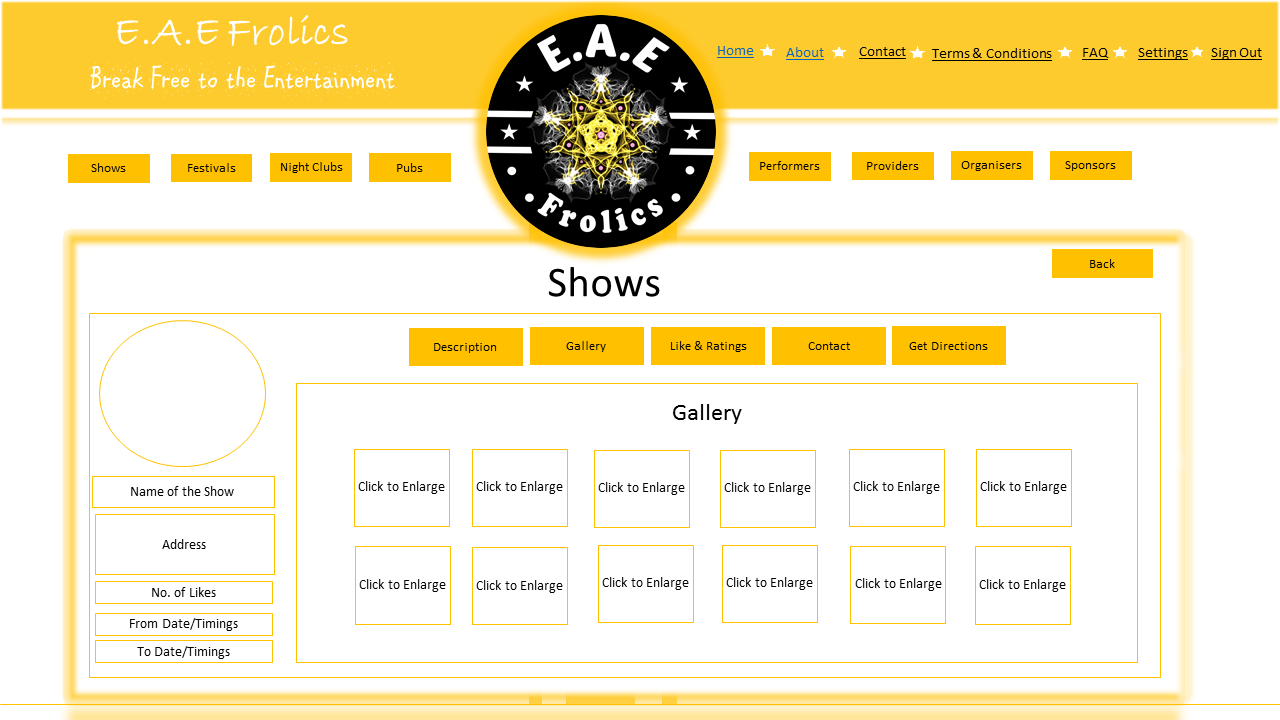 E.A.E Frolics
Break Free to the Entertainment
E.A.E
Frolics
Home About Contact Terms & Conditions FAQ Settings Sign Out
Shows Festivals Night Clubs Pubs Performers Providers Organisers Sponsors
Back
Shows
Description Gallery Like & Ratings Contact Get Directions
Gallery
Click to Enlarge Click to Enlarge Click to Enlarge Click to Enlarge Click to Enlarge Click to Enlarge
Click to Enlarge Click to Enlarge Click to Enlarge Click to Enlarge Click to Enlarge Click to Enlarge
Name of the Show
Address
No. of Likes
From Date/Timings
To Date/Timings